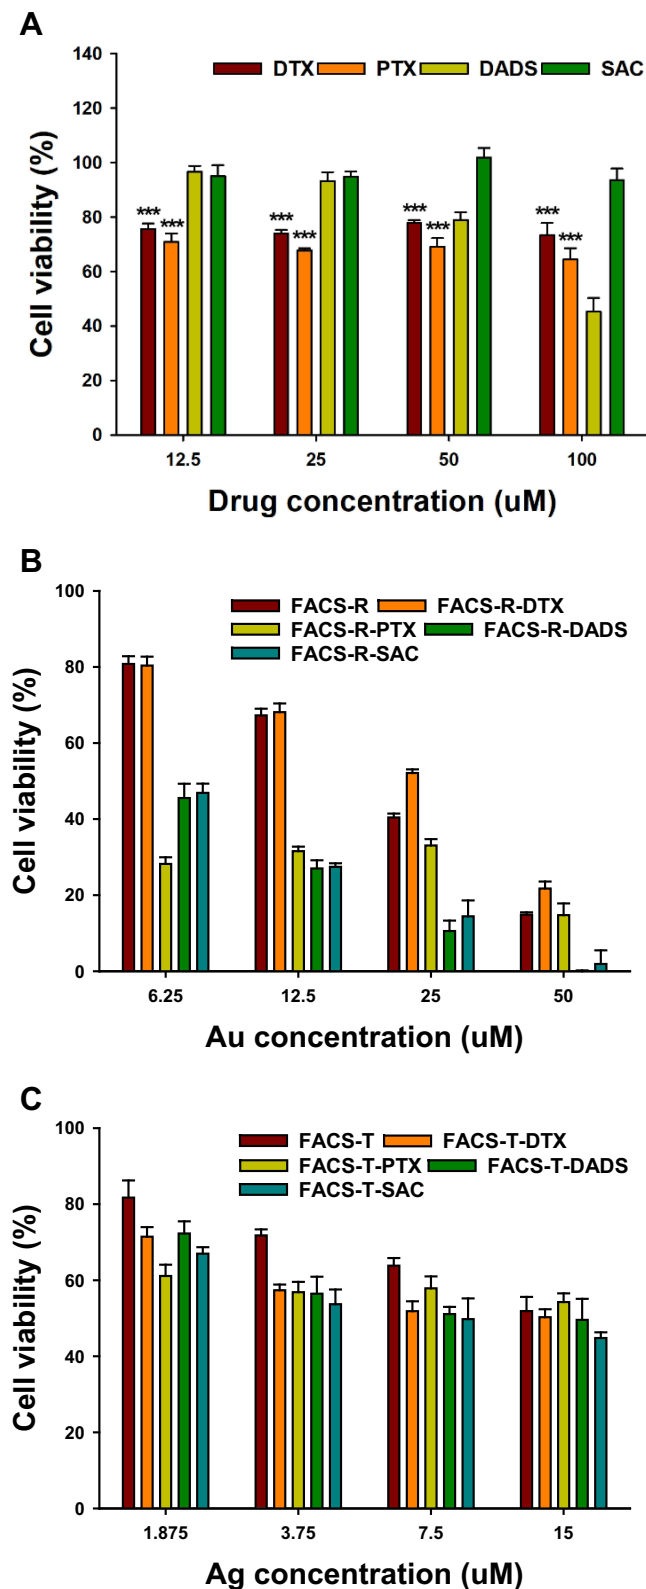 A
140
DTX PTX DADS SAC
120
100
80
*** *** *** *** *** *** *** ***
60
40
20
0
Cell viability (%)
12.5 25 50 100
Drug concentration (uM)
B
100
FACS-R FACS-R-DTX
FACS-R-PTX FACS-R-DADS
FACS-R-SAC
80
60
40
20
0
Cell viability (%)
6.25 12.5 25 50
Au concentration (uM)
C
100
FACS-T FACS-T-DTX
FACS-T-PTX FACS-T-DADS
FACS-T-SAC
80
60
40
20
0
Cell viability (%)
1.875 3.75 7.5 15
Ag concentration (uM)